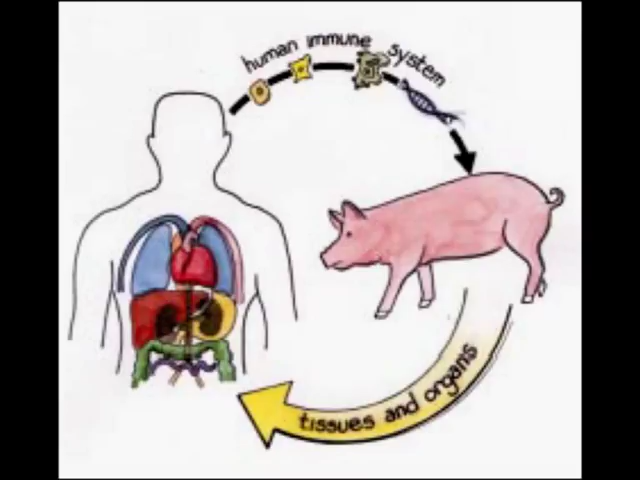 human immune system
tissues and organs